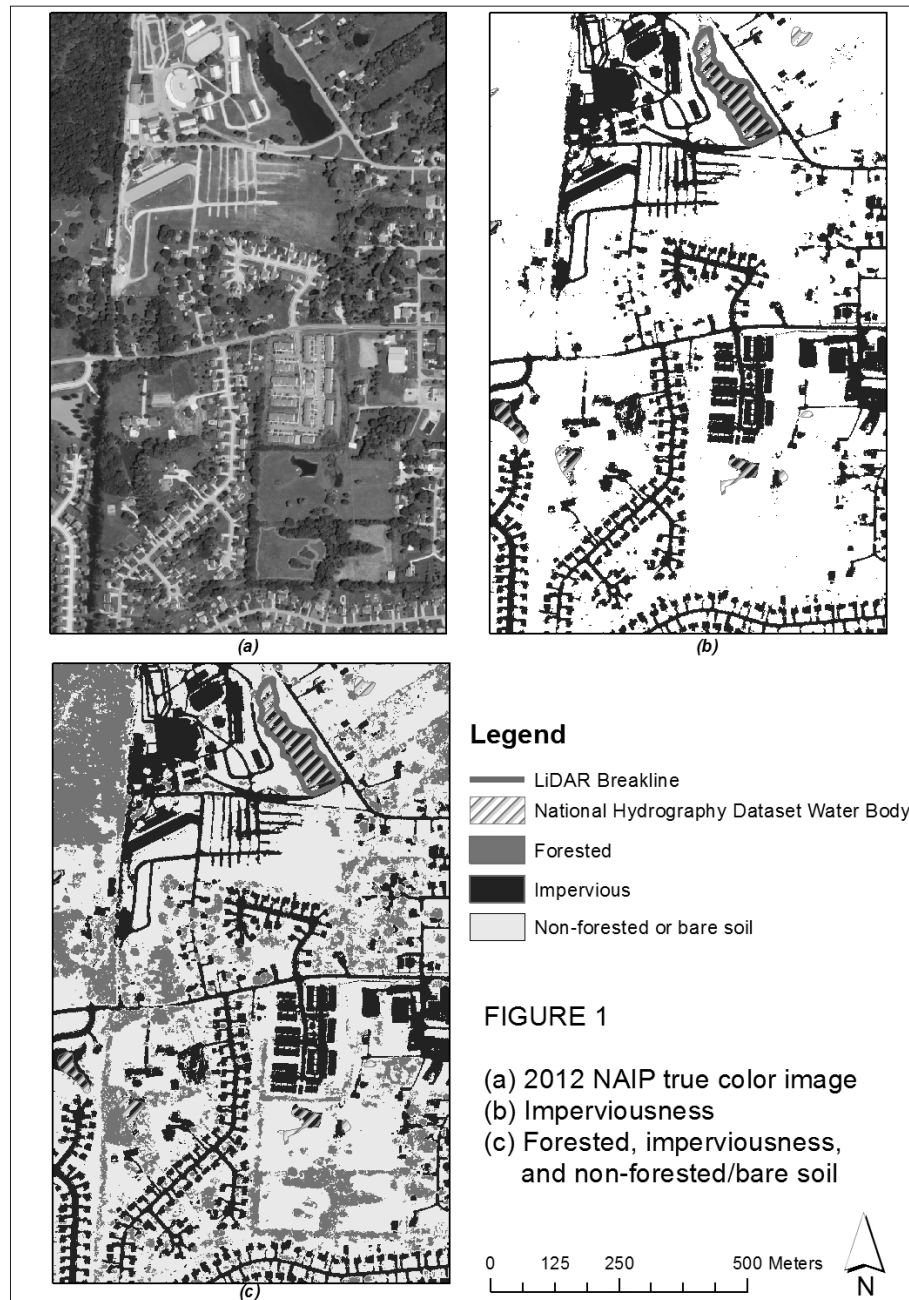 (a)
(b)
(c)
Legend
LiDAR Breakline
National Hydrography Dataset Water Body
Forested
Impervious
Non-forested or bare soil
FIGURE 1
(a) 2012 NAIP true color image
(b) Imperviousness
(c) Forested, imperviousness,
and non-forested/bare soil
0 125 250 500 Meters
N